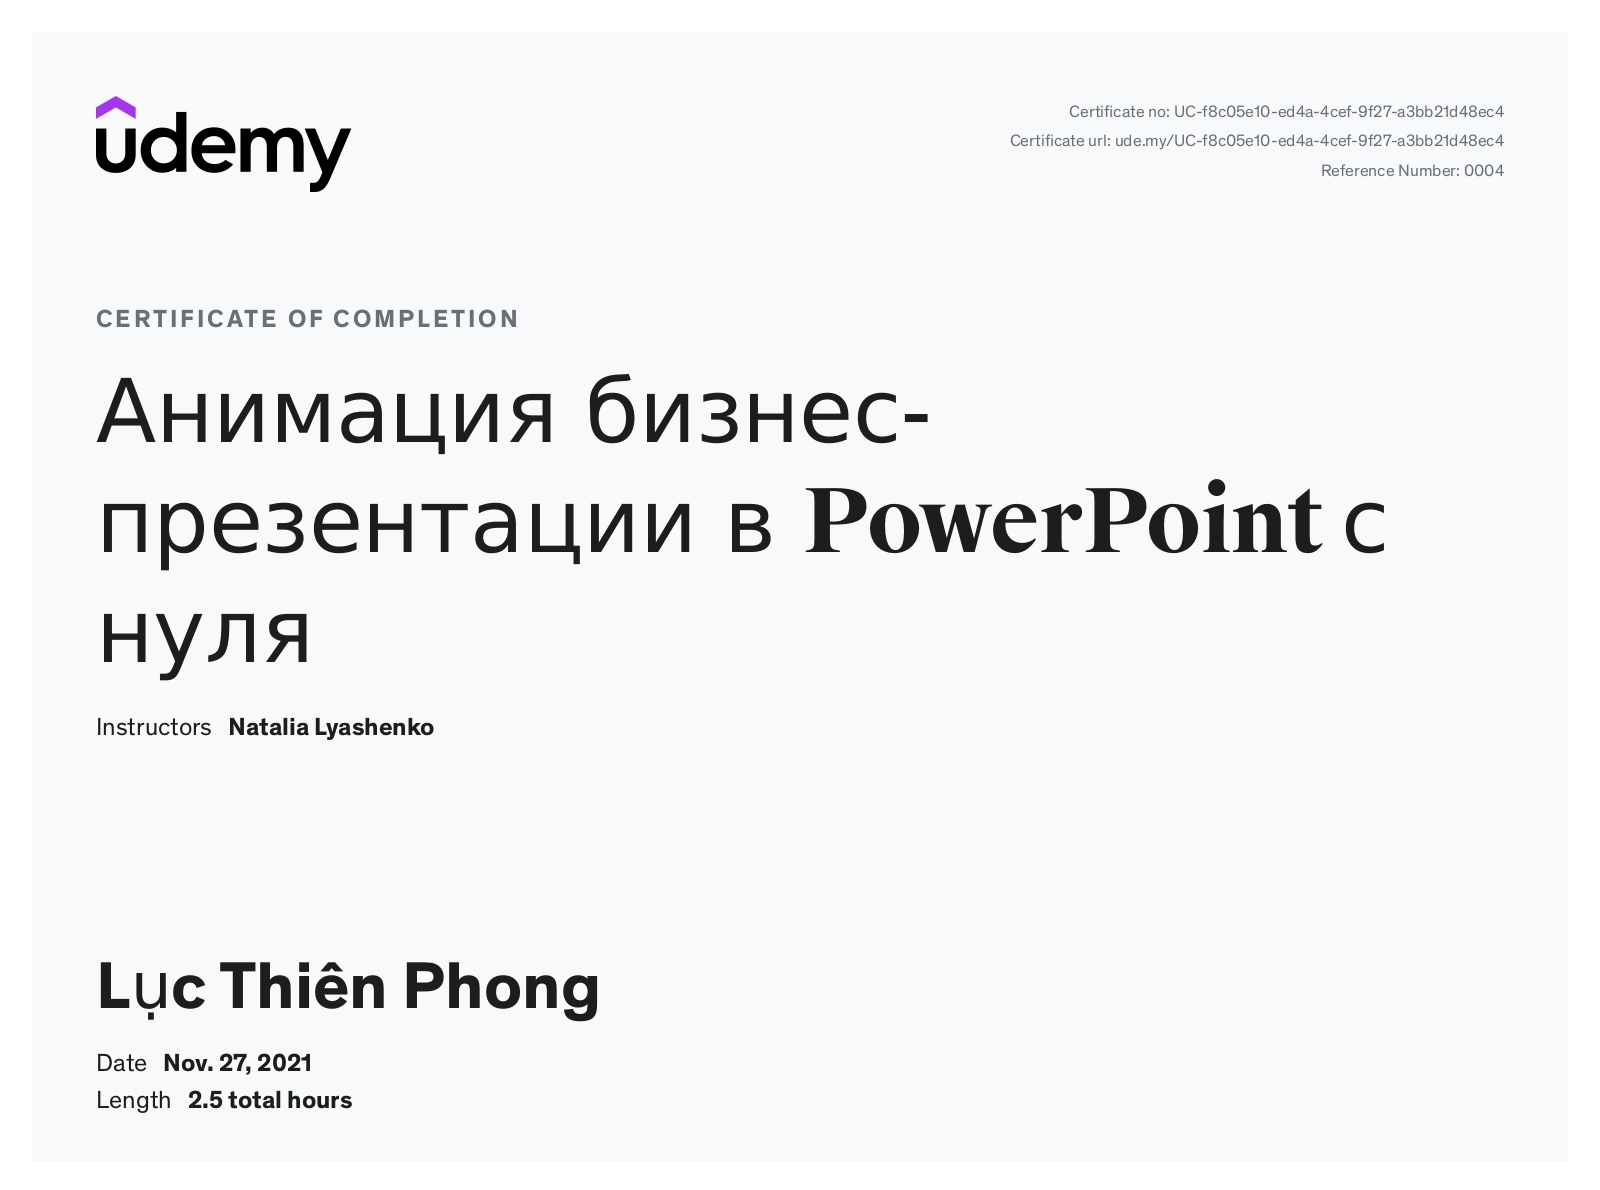 udemy
Certificate no: UC-f8c05e10-ed4a-4cef-9f27-a3bb21d48ec4
Certificate url: ude.my/UC-f8c05e10-ed4a-4cef-9f27-a3bb21d48ec4
Reference Number: 0004
CERTIFICATE OF COMPLETION
Анимация бизнес-
презентации в PowerPoint с
нуля
Instructors Natalia Lyashenko
Lục Thiên Phong
Date Nov. 27, 2021
Length 2.5 total hours